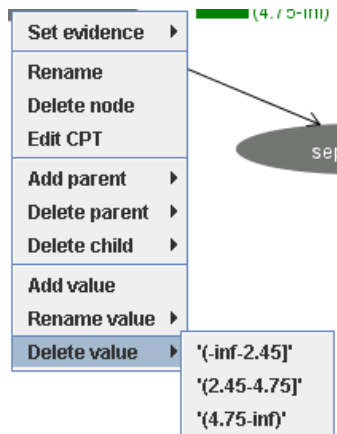 (4.75-inf)
Set evidence
Rename
Delete node
Edit CPT
sep
Add parent
Delete parent
Delete child
Add value
Rename value
Delete value
'(-inf-2.45]'
'(2.45-4.75]'
'(4.75-inf)'